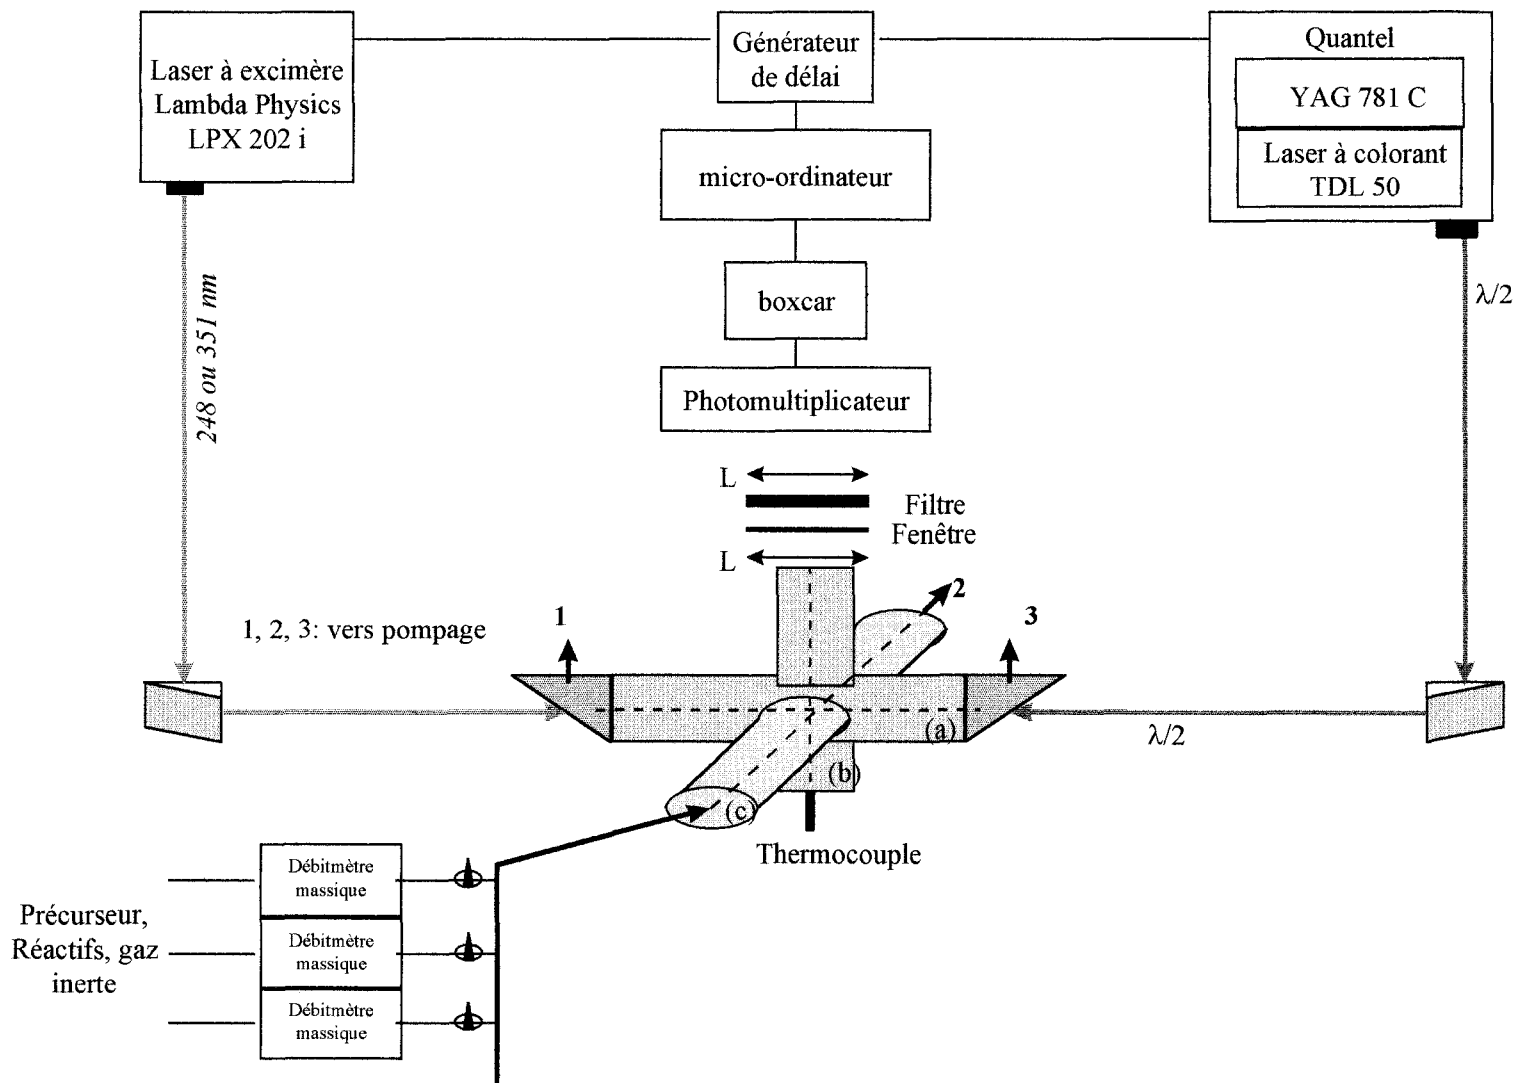 Laser à excimère
Lambda Physics
LPX 202 i
Générateur
de délai
Quantel
YAG 781 C
Laser à colorant
TDL 50
micro-ordinateur
boxcar
Photomultiplicateur
248 ou 351 nm
λ/2
L
Filtre
Fenêtre
L
1, 2, 3: vers pompage
1
2
3
λ/2
(a)
(b)
(c)
Thermocouple
Précurseur,
Réactifs, gaz
inerte
Débitmètre
massique
Débitmètre
massique
Débitmètre
massique